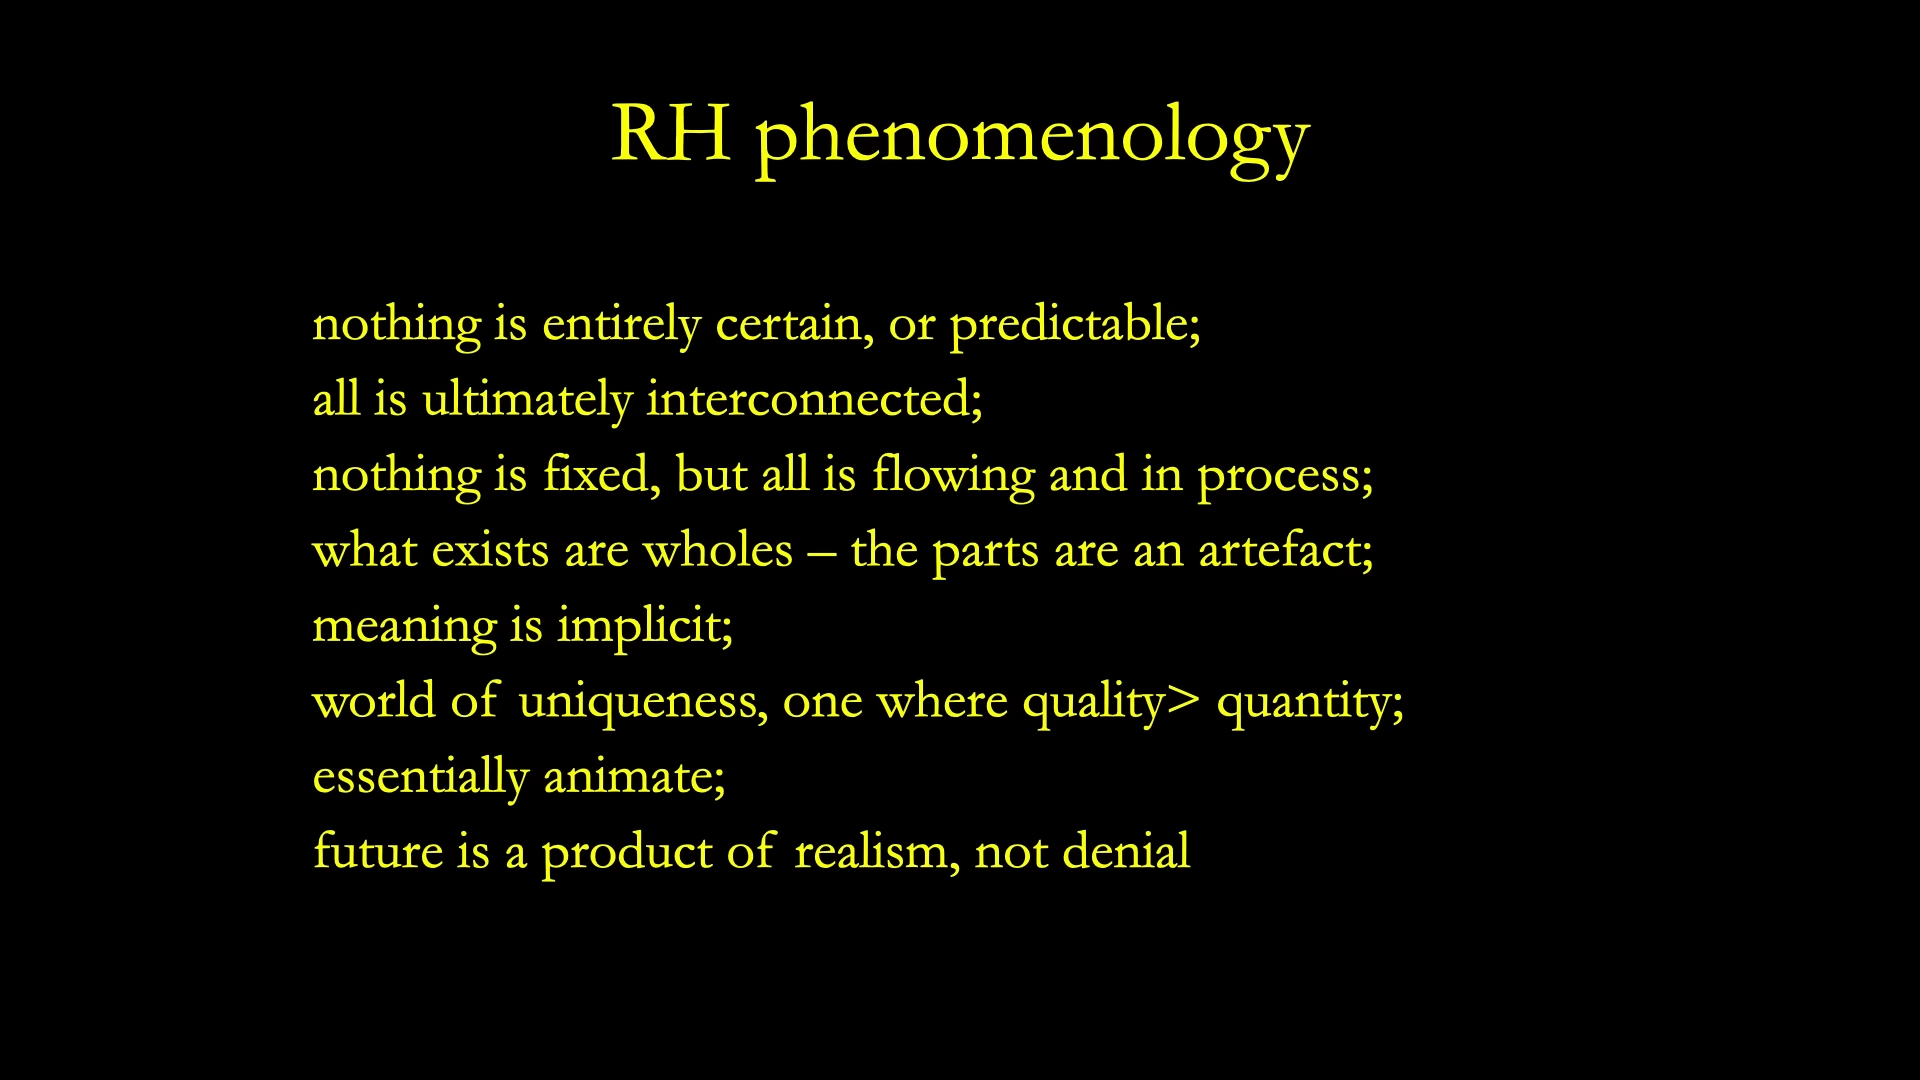 RH phenomenology
nothing is entirely certain, or predictable;
all is ultimately interconnected;
nothing is fixed, but all is flowing and in process;
what exists are wholes – the parts are an artefact;
meaning is implicit;
world of uniqueness, one where quality> quantity;
essentially animate;
future is a product of realism, not denial